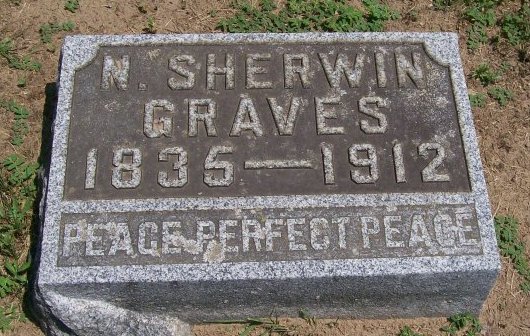 N. SHERWIN
GRAVES
1835—1912
PEACE PERFECT PEACE